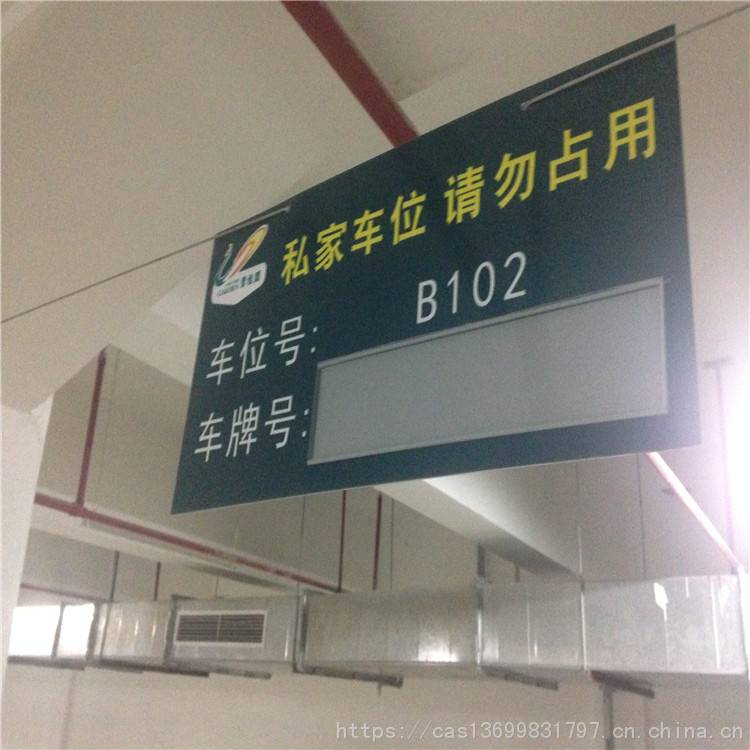 私家车位 请勿占用
车位号: B102
车牌号:
https://cas13699831797.cn.china.cn